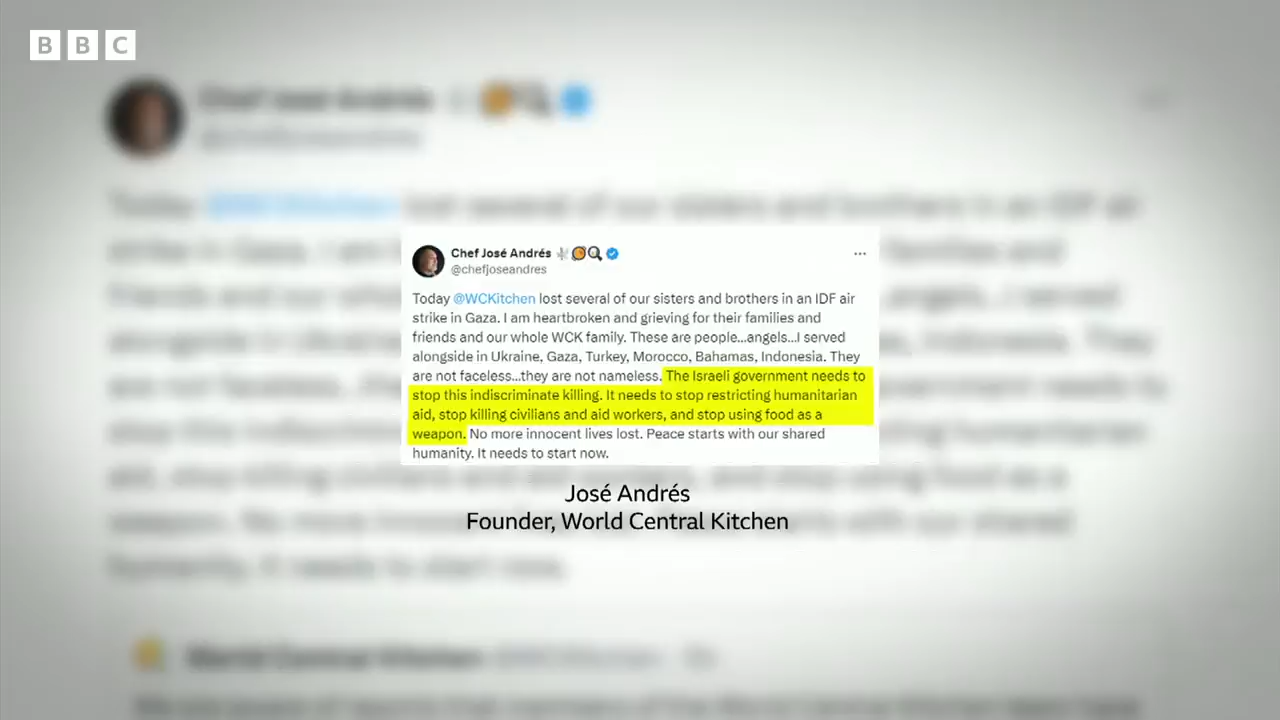 BBC
Chef José Andrés
@chefjoseandres
Today @WCKitchen lost several of our sisters and brothers in an IDF air
strike in Gaza. I am heartbroken and grieving for their families and
friends and our whole WCK family. These are people...angels...I served
alongside in Ukraine, Gaza, Turkey, Morocco, Bahamas, Indonesia. They
are not faceless...they are not nameless. The Israeli government needs to
stop this indiscriminate killing. It needs to stop restricting humanitarian
aid, stop killing civilians and aid workers, and stop using food as a
weapon. No more innocent lives lost. Peace starts with our shared
humanity. It needs to start now.
José Andrés
Founder, World Central Kitchen
World Central Kitchen